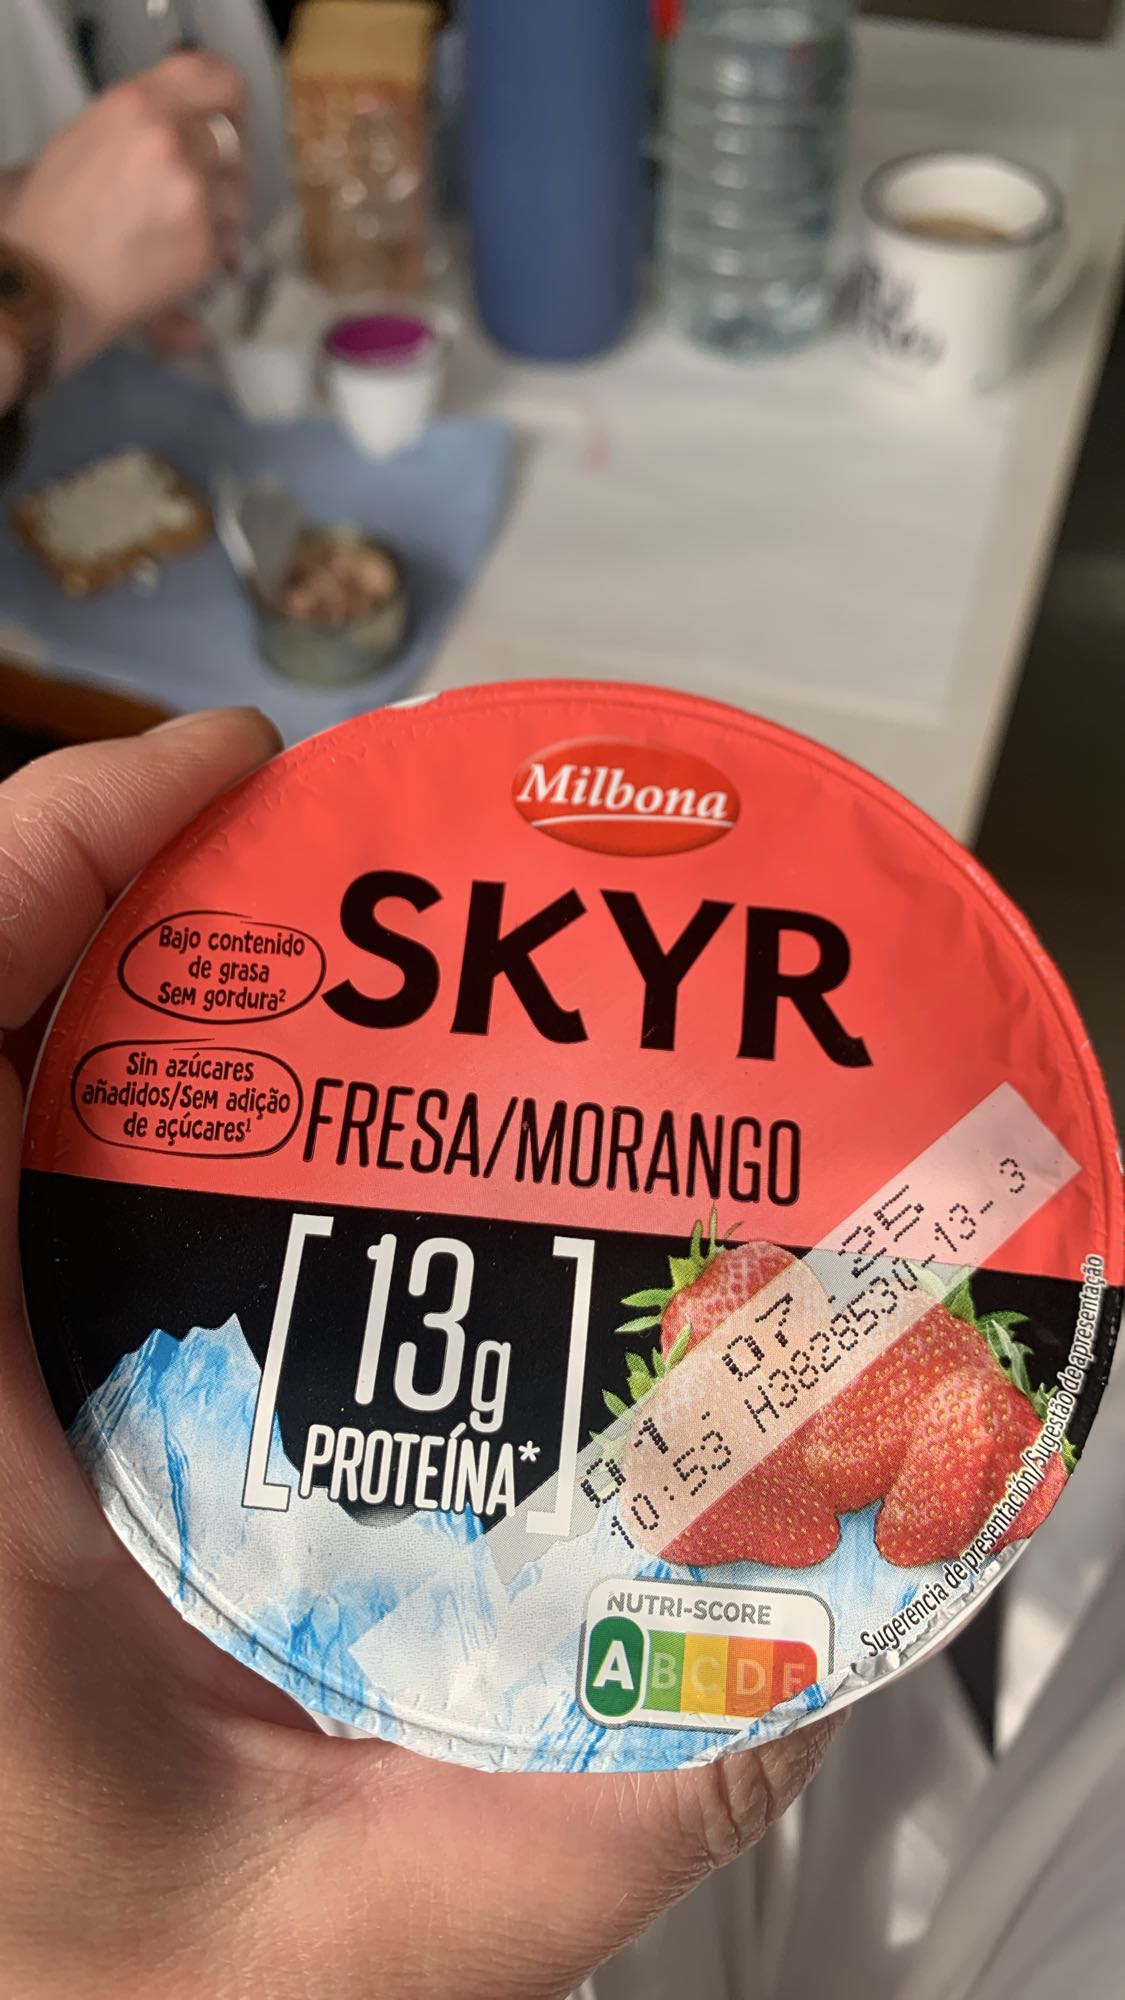 Milbona
SKYR
Bajo contenido
de grasa
Sem gordura²
Sin azúcares
añadidos/Sem adição
de açúcares¹
FRESA/MORANGO
13g
PROTEÍNA*
07.25
10:53
NUTRI-SCORE
A B C D E
Sugerencia de presentación/Sugestão de apresentação